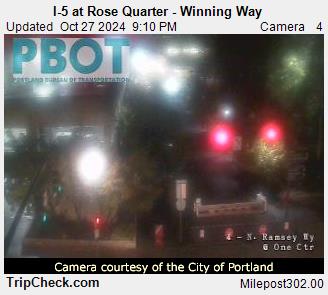 I-5 at Rose Quarter - Winning Way
Updated Oct 27 2024 9:10 PM Camera 4
PBOT
PORTLAND BUREAU OF TRANSPORTATION
4 - N. Ramsey Wy
@ One Ctr
Camera courtesy of the City of Portland
TripCheck.com Milepost302.00